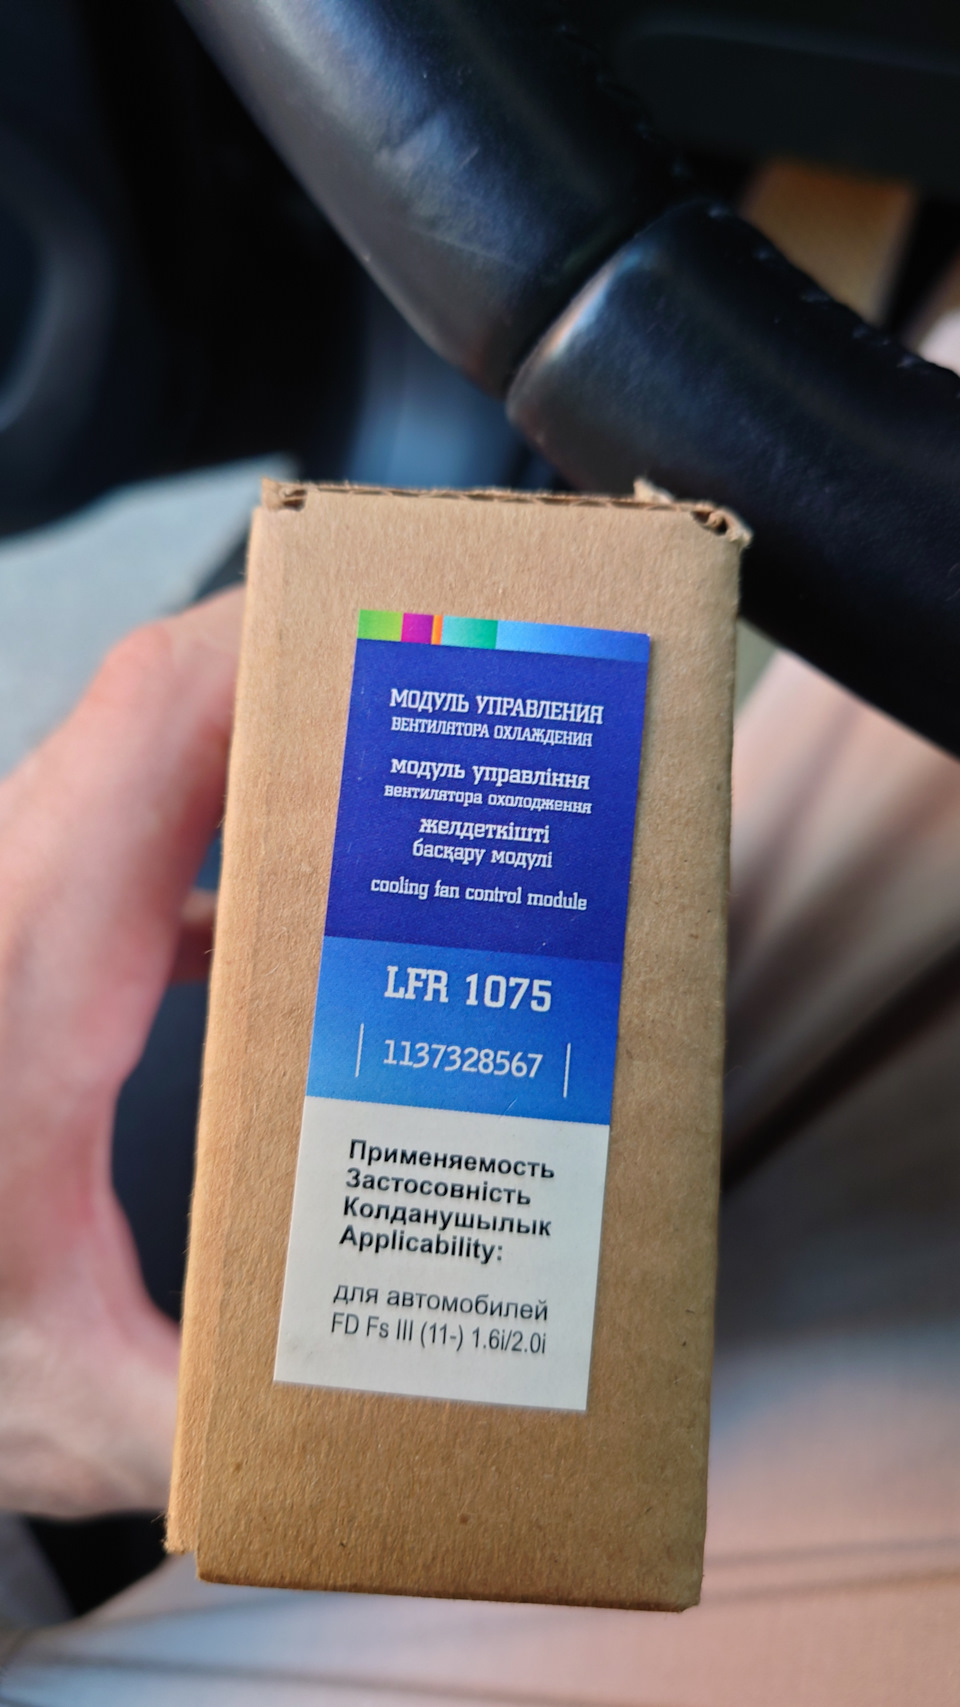 МОДУЛЬ УПРАВЛЕНИЯ
ВЕНТИЛЯТОРА ОХЛАЖДЕНИЯ
модуль управління
вентилятора охолодження
желдеткішті
басқару модулі
cooling fan control module
LFR 1075
1137328567
Применяемость
Застосовність
Колданушылык
Applicability:
для автомобилей
FD Fs III (11-) 1.6i/2.0i